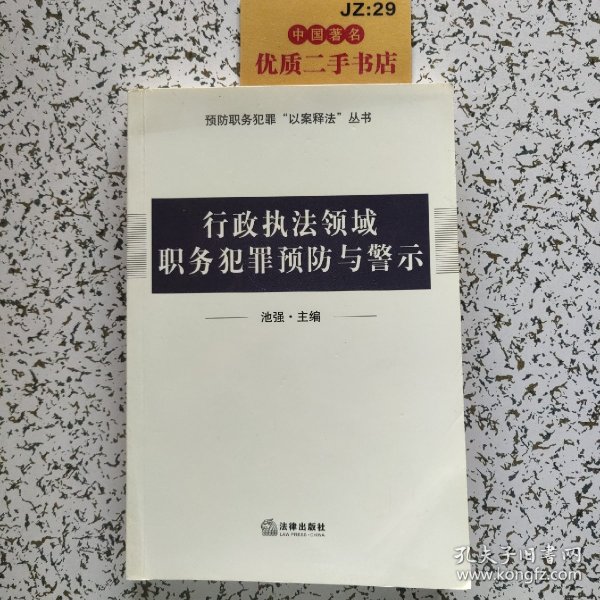 JZ:29
中国著名
优质二手书店
预防职务犯罪“以案释法”丛书
行政执法领域
职务犯罪预防与警示
池强·主编
法律出版社
LAW PRESS·CHINA
孔夫子旧书网
www.kongfz.com